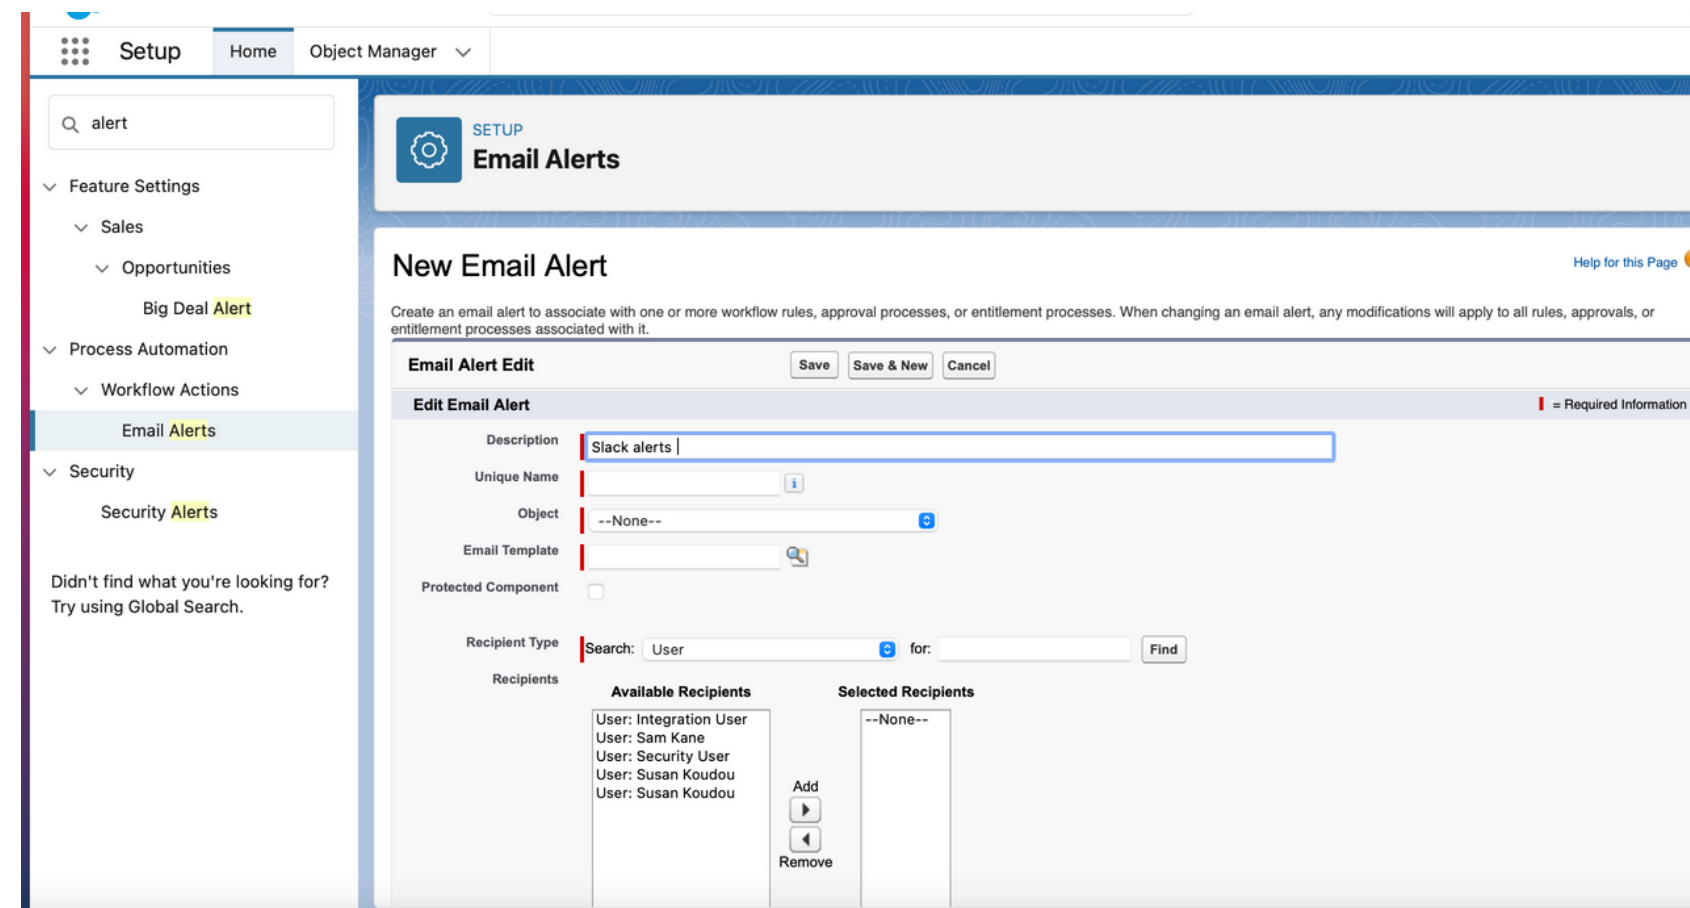 Setup
Home
Object Manager
alert
Feature Settings
Sales
Opportunities
Big Deal Alert
Process Automation
Workflow Actions
Email Alerts
Security
Security Alerts
Didn't find what you're looking for?
Try using Global Search.
SETUP
Email Alerts
New Email Alert
Help for this Page
Create an email alert to associate with one or more workflow rules, approval processes, or entitlement processes. When changing an email alert, any modifications will apply to all rules, approvals, or
entitlement processes associated with it.
Email Alert Edit
Save
Save & New
Cancel
Edit Email Alert
= Required Information
Description
Slack alerts
Unique Name
i
Object
--None--
Email Template
Protected Component
Recipient Type
Search: User for:
Find
Recipients
Available Recipients
Selected Recipients
User: Integration User
User: Sam Kane
User: Security User
User: Susan Koudou
User: Susan Koudou
Add
Remove
--None--